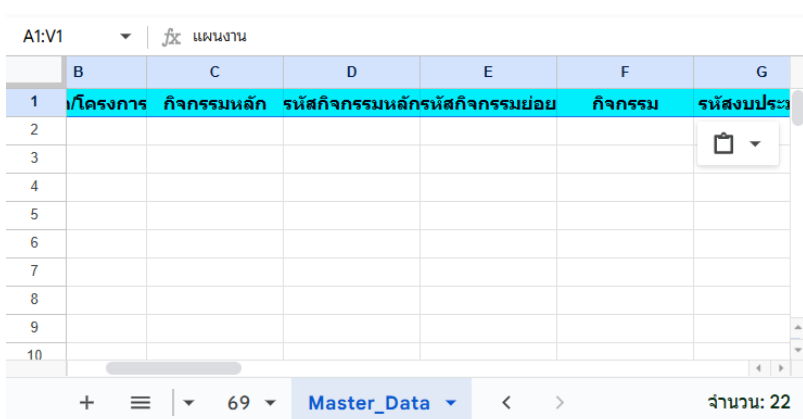 A1:V1 fx แผนงาน
B C D E F G
1 /โครงการ กิจกรรมหลัก รหัสกิจกรรมหลัก รหัสกิจกรรมย่อย กิจกรรม รหัสงบประม
2
3
4
5
6
7
8
9
10
69 Master_Data จำนวน: 22